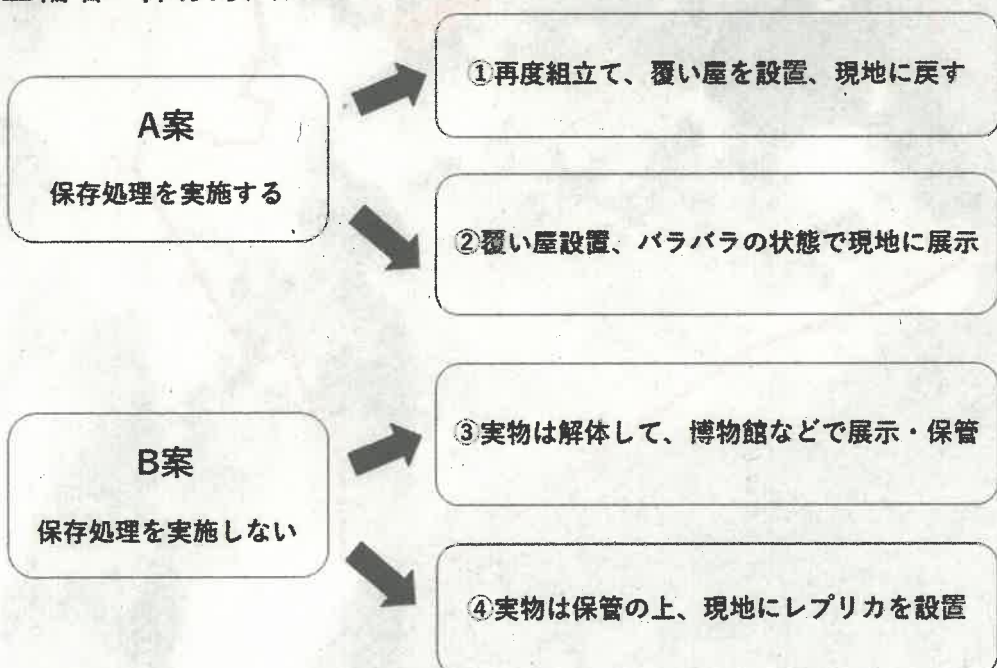 A案
保存処理を実施する
①再度組立て、覆い屋を設置、現地に戻す
②覆い屋設置、バラバラの状態で現地に展示
B案
保存処理を実施しない
③実物は解体して、博物館などで展示・保管
④実物は保管の上、現地にレプリカを設置